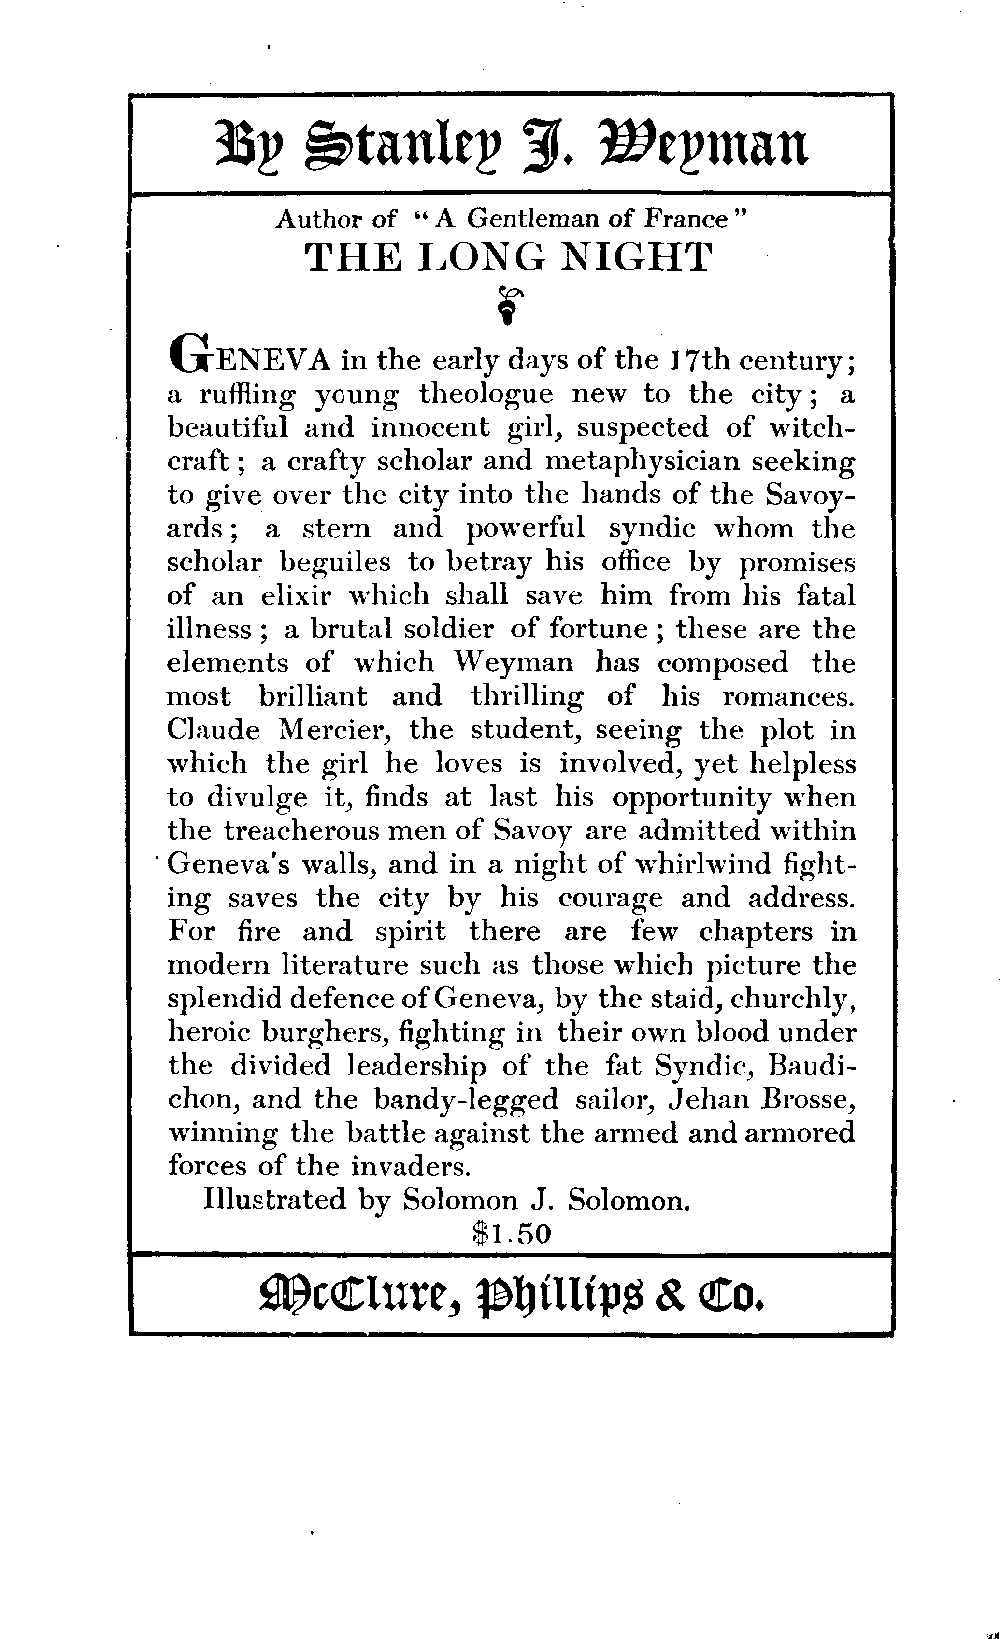 By Stanley J. Weyman
Author of “A Gentleman of France”
THE LONG NIGHT
GENEVA in the early days of the 17th century;
a ruffling young theologue new to the city; a
beautiful and innocent girl, suspected of witch-
craft; a crafty scholar and metaphysician seeking
to give over the city into the hands of the Savoy-
ards; a stern and powerful syndic whom the
scholar beguiles to betray his office by promises
of an elixir which shall save him from his fatal
illness; a brutal soldier of fortune; these are the
elements of which Weyman has composed the
most brilliant and thrilling of his romances.
Claude Mercier, the student, seeing the plot in
which the girl he loves is involved, yet helpless
to divulge it, finds at last his opportunity when
the treacherous men of Savoy are admitted within
Geneva's walls, and in a night of whirlwind fight-
ing saves the city by his courage and address.
For fire and spirit there are few chapters in
modern literature such as those which picture the
splendid defence of Geneva, by the staid, churchly,
heroic burghers, fighting in their own blood under
the divided leadership of the fat Syndic, Baudi-
chon, and the bandy-legged sailor, Jehan Brosse,
winning the battle against the armed and armored
forces of the invaders.
Illustrated by Solomon J. Solomon.
$1.50
McClure, Phillips & Co.